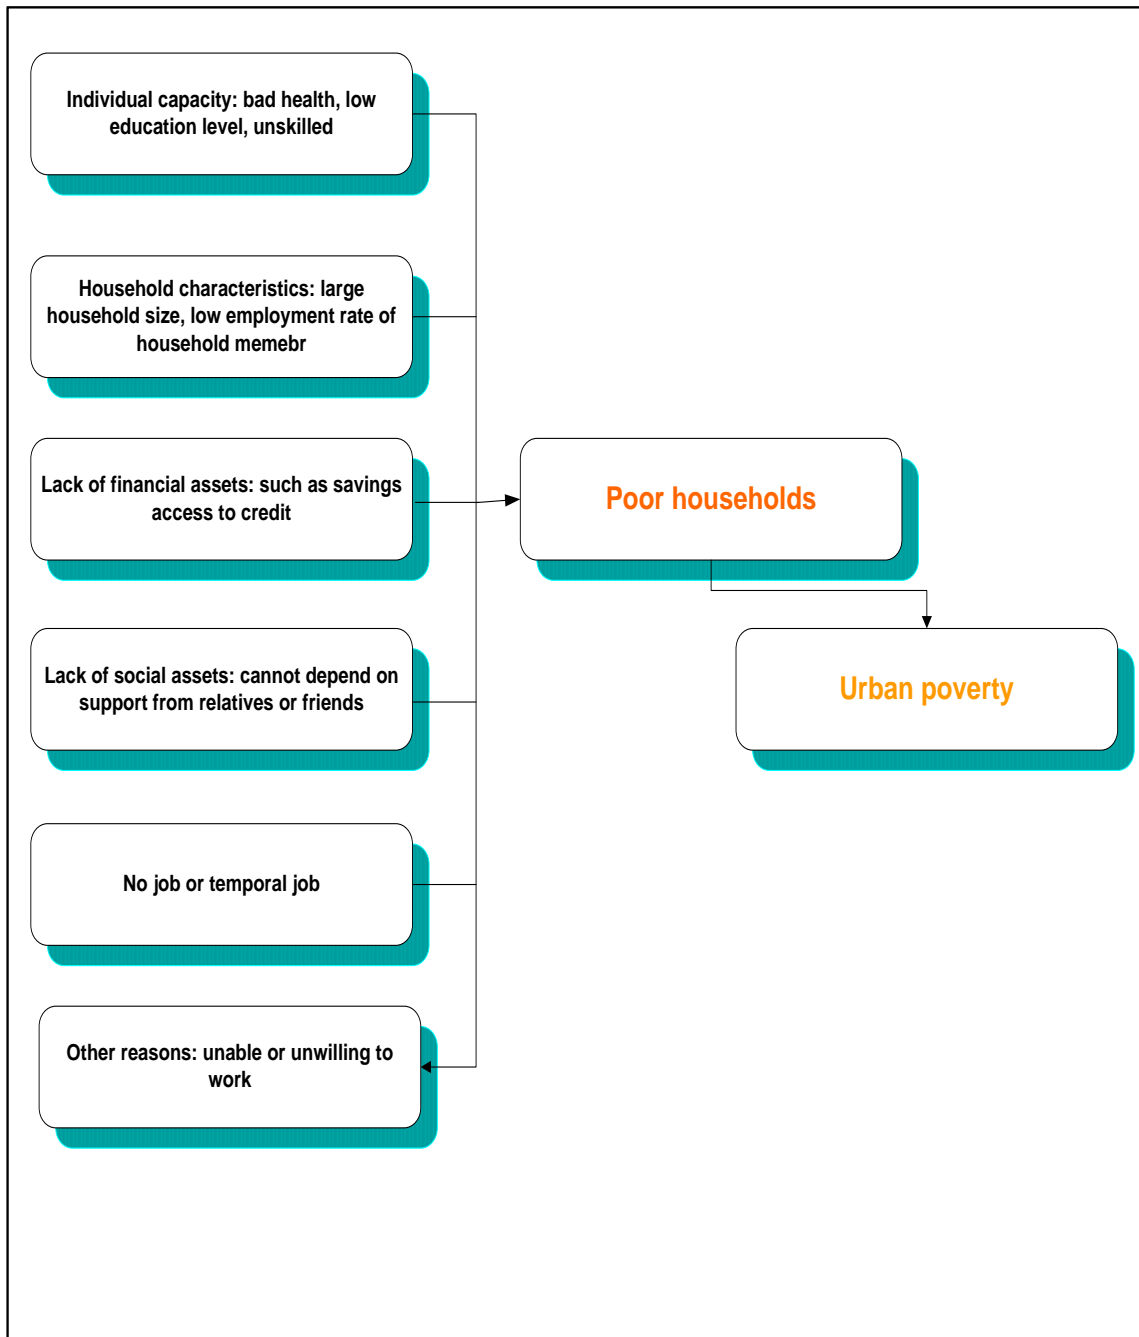 Individual capacity: bad health, low
education level, unskilled
Household characteristics: large
household size, low employment rate of
household memebr
Lack of financial assets: such as savings
access to credit
Poor households
Lack of social assets: cannot depend on
support from relatives or friends
Urban poverty
No job or temporal job
Other reasons: unable or unwilling to
work